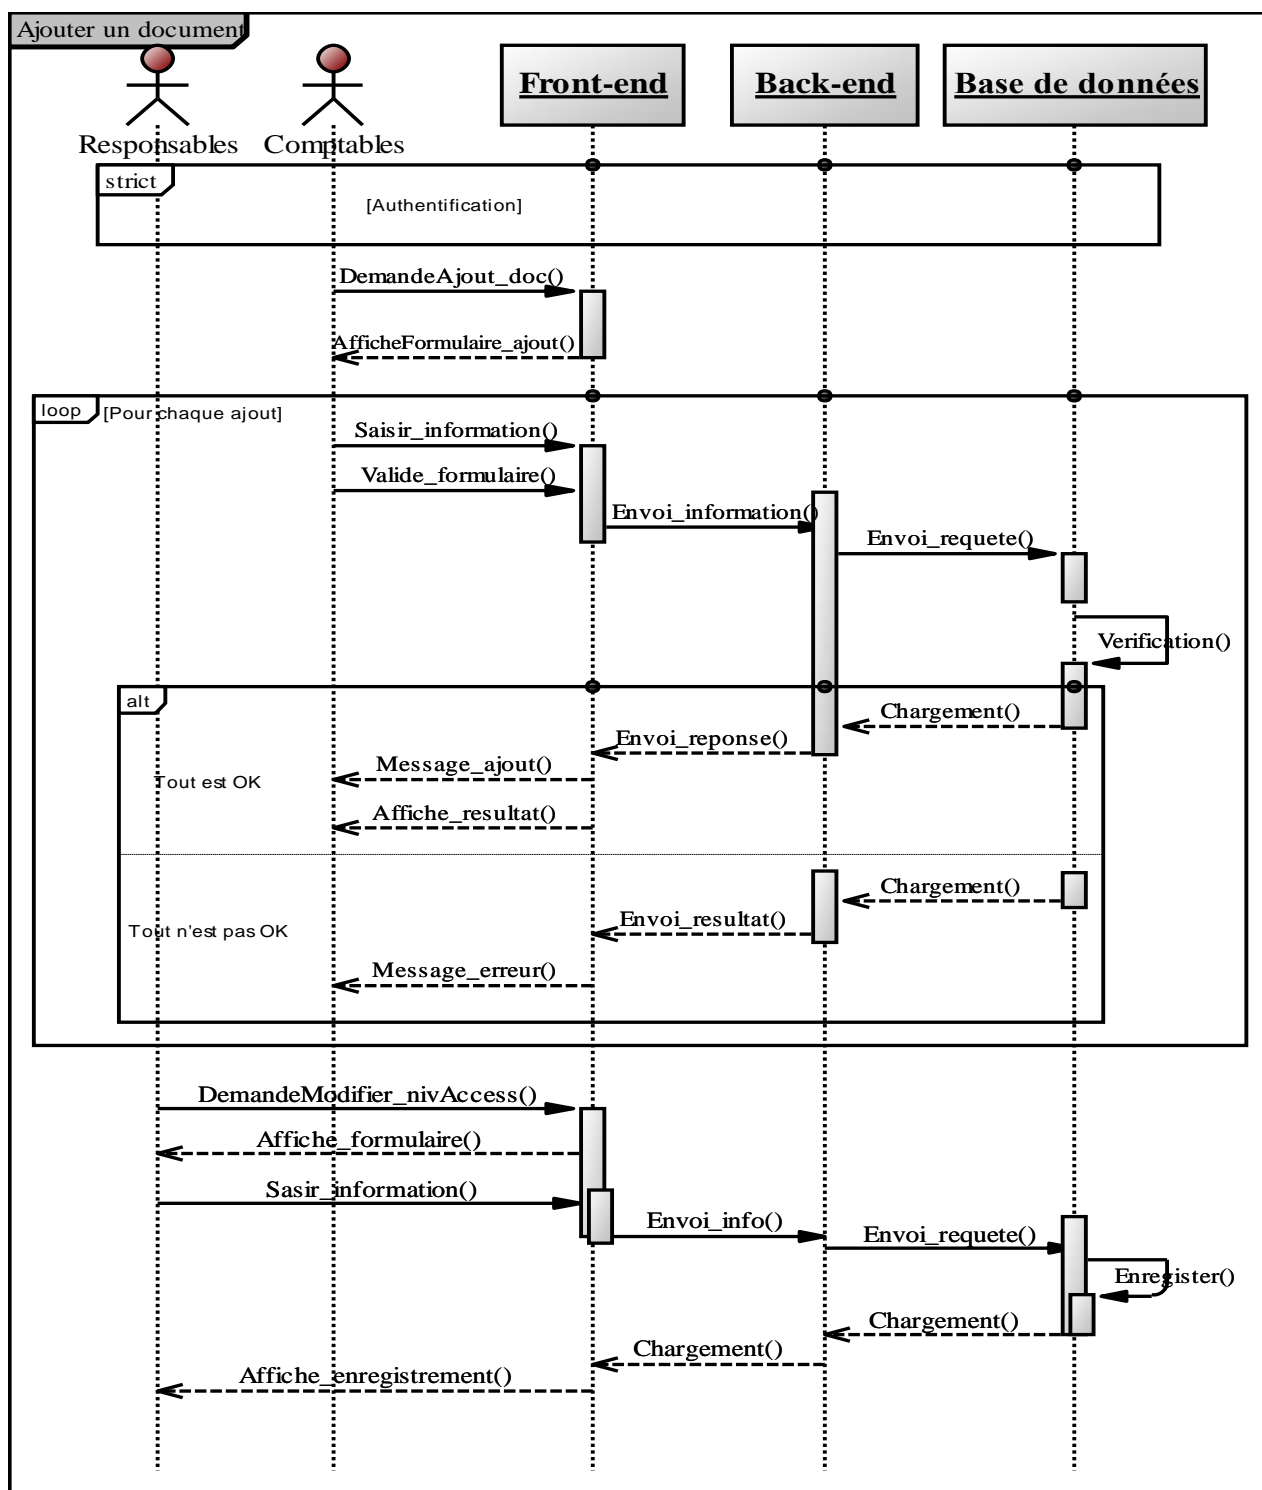 Ajouter un document
Front-end
Back-end
Base de données
Responsables
Comptables
strict
[Authentification]
DemandeAjout_doc()
AfficheFormulaire_ajout()
loop
[Pour chaque ajout]
Saisir_information()
Valide_formulaire()
Envoi_information()
Envoi_requete()
Verification()
alt
Chargement()
Envoi_reponse()
Message_ajout()
Tout est OK
Affiche_resultat()
Chargement()
Envoi_resultat()
Tout n'est pas OK
Message_erreur()
DemandeModifier_nivAccess()
Affiche_formulaire()
Sasir_information()
Envoi_info()
Envoi_requete()
Enregister()
Chargement()
Chargement()
Affiche_enregistrement()